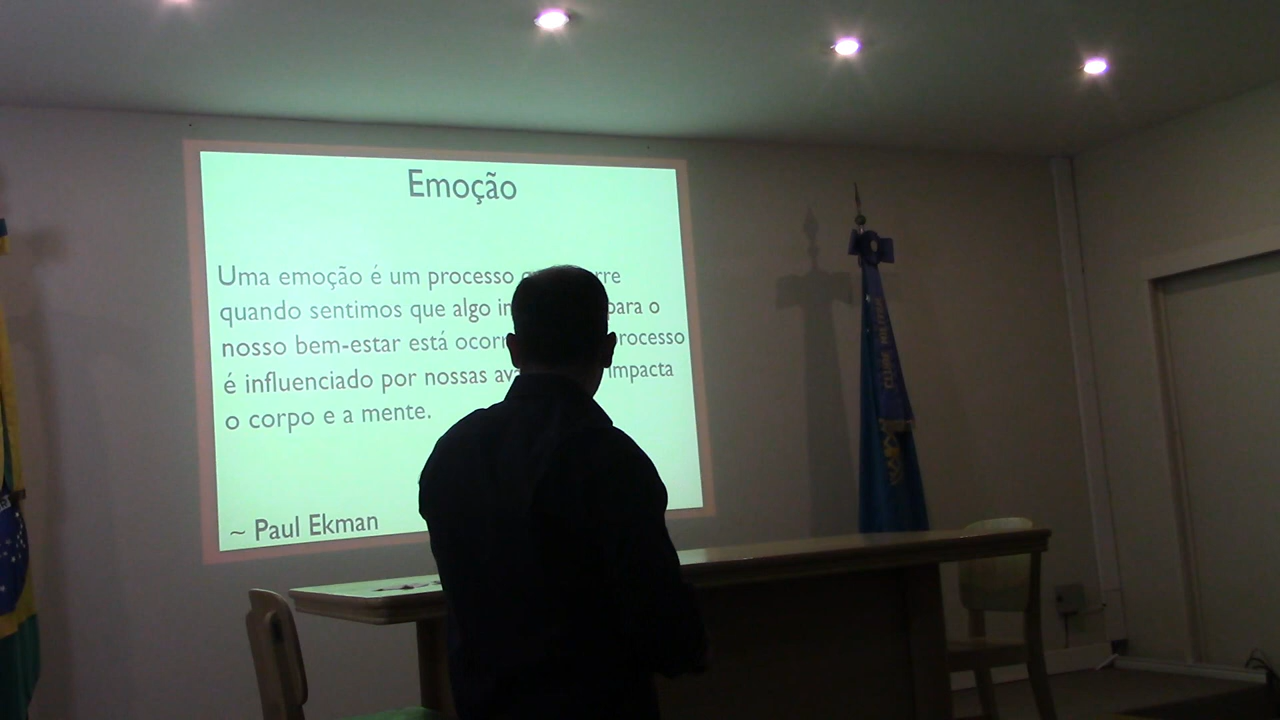 Emoção
Uma emoção é um processo
quando sentimos que algo para o
nosso bem-estar está processo
é influenciado por nossas impacta
o corpo e a mente.
~ Paul Ekman